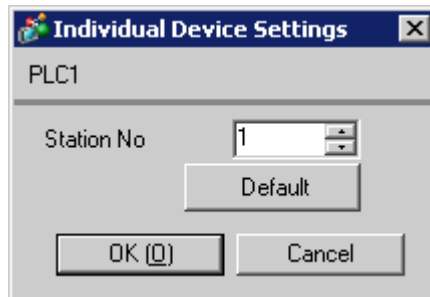 Individual Device Settings
PLC1
Station No 1
Default
OK (O) Cancel